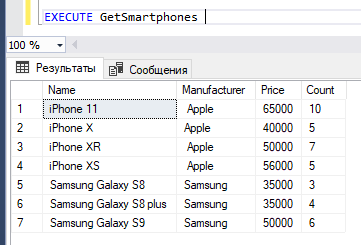 EXECUTE GetSmartphones
100 %
Результаты Сообщения
Name Manufacturer Price Count
1 iPhone 11 Apple 65000 10
2 iPhone X Apple 40000 5
3 iPhone XR Apple 50000 7
4 iPhone XS Apple 56000 5
5 Samsung Galaxy S8 Samsung 35000 3
6 Samsung Galaxy S8 plus Samsung 35000 4
7 Samsung Galaxy S9 Samsung 50000 6